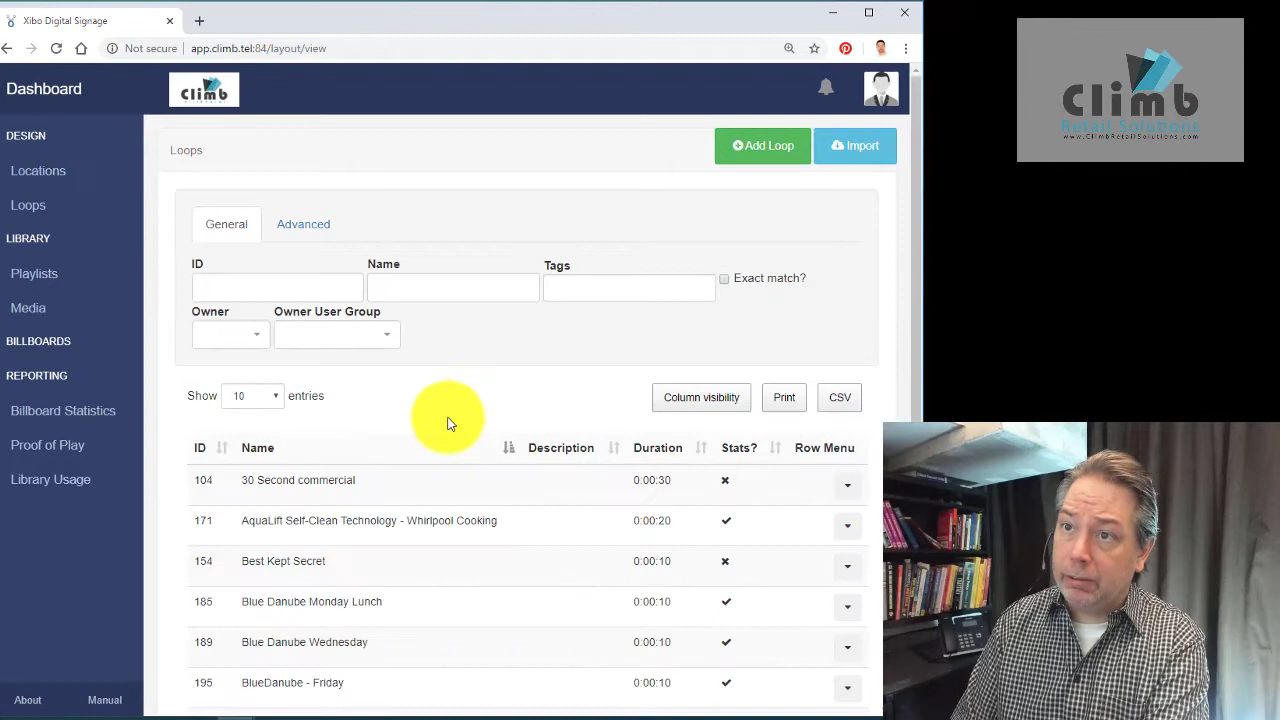 Xibo Digital Signage
Not secure app.climb.tel:84/layout/view
Climb
Retail Solutions
www.ClimbRetailSolutions.com
Dashboard
climb
DESIGN
Locations
Loops
LIBRARY
Playlists
Media
BILLBOARDS
REPORTING
Billboard Statistics
Proof of Play
Library Usage
About Manual
Loops Add Loop Import
General Advanced
ID Name Tags
Exact match?
Owner Owner User Group
Show 10 entries Column visibility Print CSV
ID Name Description Duration Stats? Row Menu
104 30 Second commercial 0:00:30
171 AquaLift Self-Clean Technology - Whirlpool Cooking 0:00:20
154 Best Kept Secret 0:00:10
185 Blue Danube Monday Lunch 0:00:10
189 Blue Danube Wednesday 0:00:10
195 BlueDanube - Friday 0:00:10